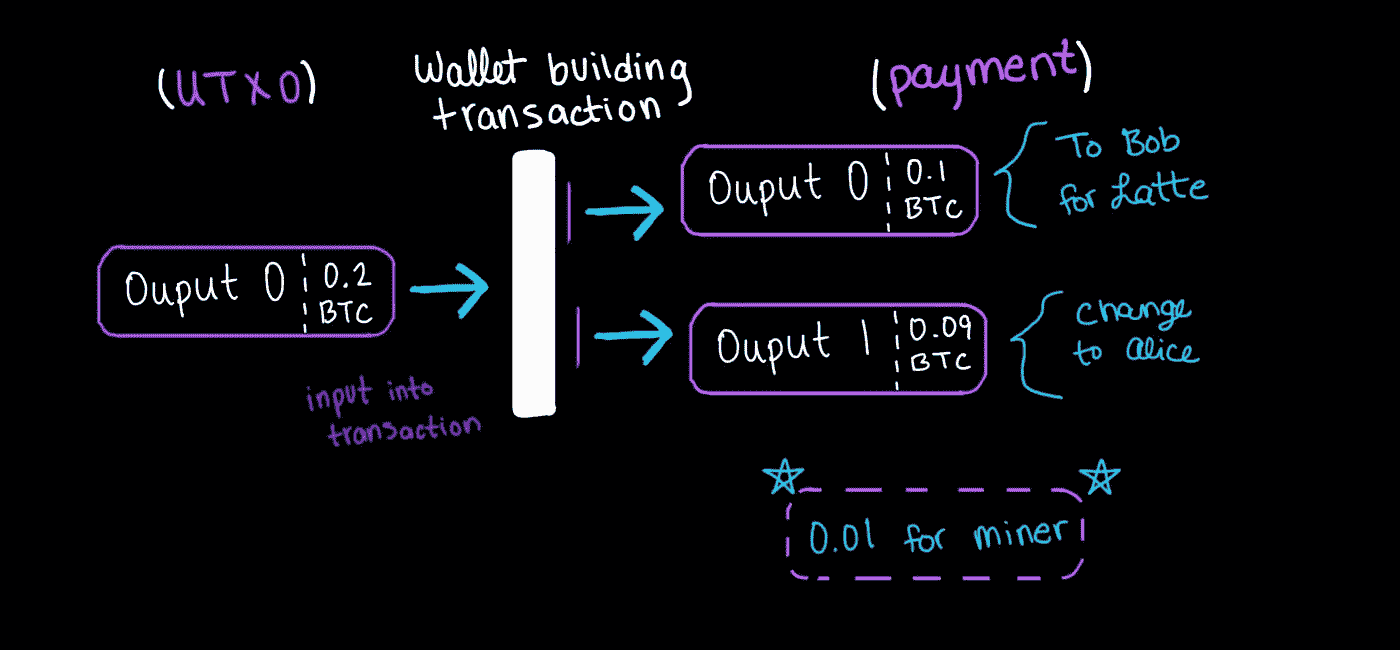 (UTXO)
Wallet building
transaction
(payment)
Ouput 0 0.2
BTC
input into
transaction
Ouput 0 0.1
BTC
To Bob
for Latte
Ouput 1 0.09
BTC
change
to alice
0.01 for miner